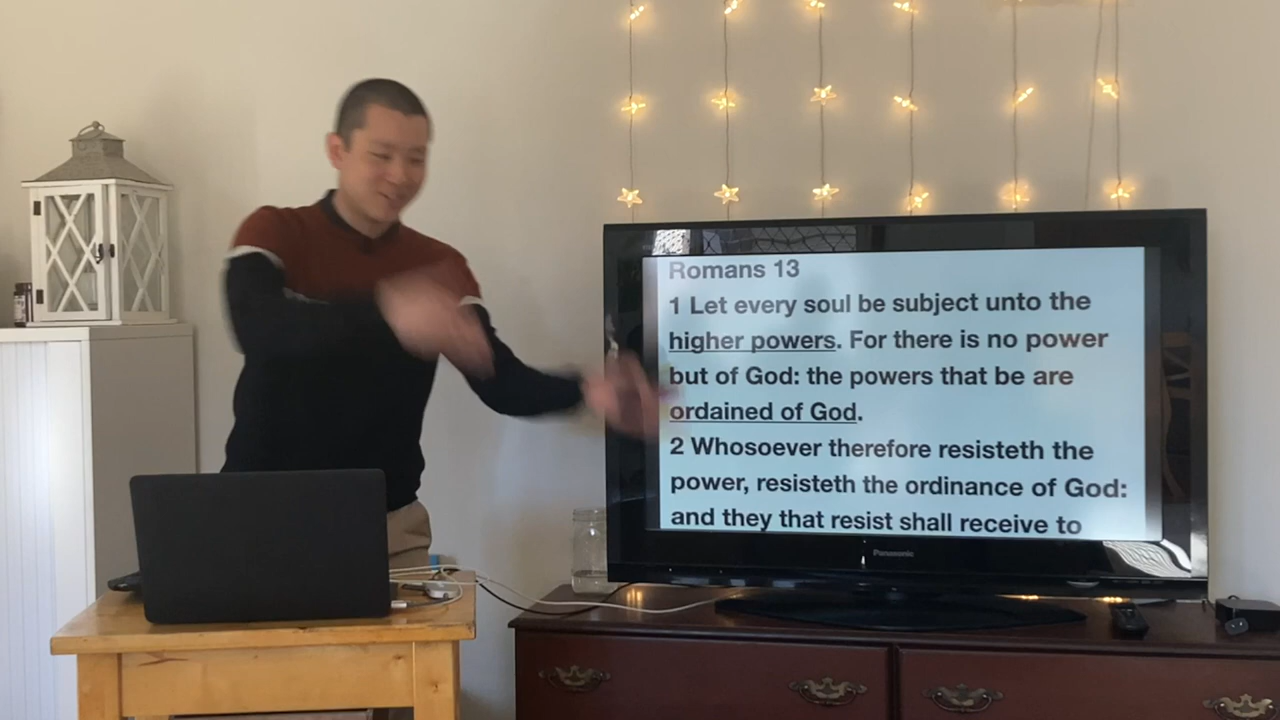 Romans 13
1 Let every soul be subject unto the
higher powers. For there is no power
but of God: the powers that be are
ordained of God.
2 Whosoever therefore resisteth the
power, resisteth the ordinance of God:
and they that resist shall receive to
Panasonic